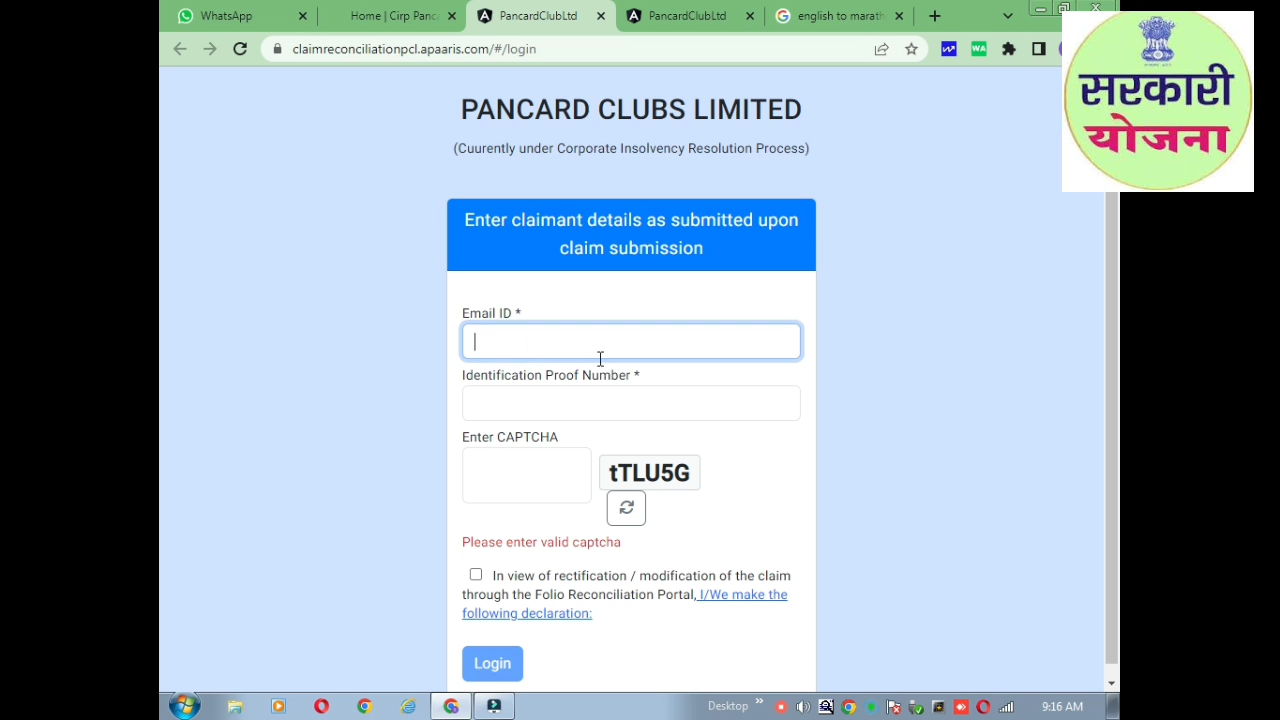 WhatsApp
Home | Cirp Panc
PancardClubLtd
PancardClubLtd
english to marath
claimreconciliationpcl.apaaris.com/#/login
WA
सरकारी
योजना
PANCARD CLUBS LIMITED
(Cuurently under Corporate Insolvency Resolution Process)
Enter claimant details as submitted upon
claim submission
Email ID *
Identification Proof Number *
Enter CAPTCHA
tTLU5G
Please enter valid captcha
In view of rectification / modification of the claim
through the Folio Reconciliation Portal, I/We make the
following declaration:
Login
Desktop
9:16 AM